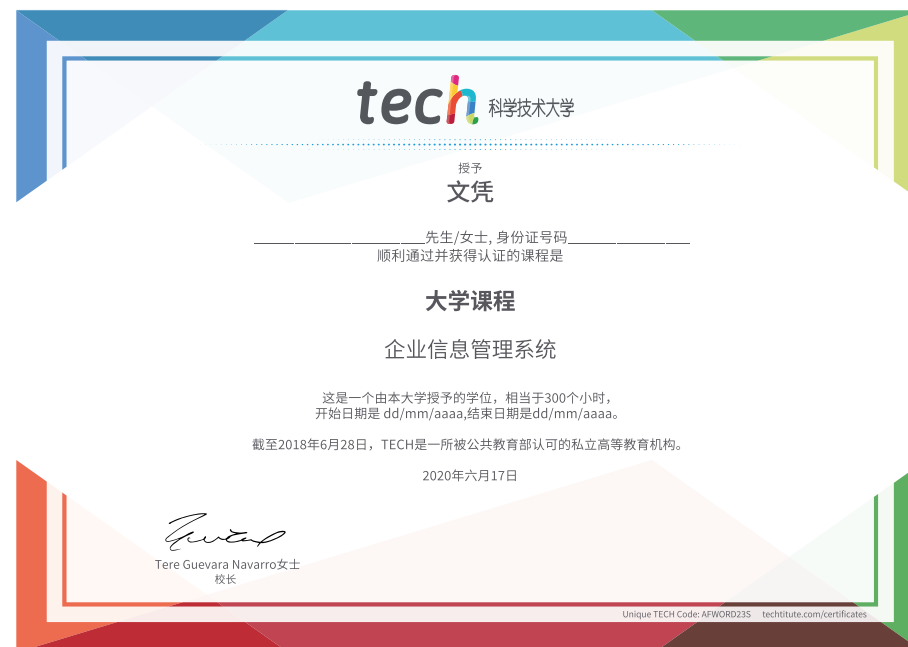 tech 科学技术大学
授予
文凭
______________________先生/女士, 身份证号码________________
顺利通过并获得认证的课程是
大学课程
企业信息管理系统
这是一个由本大学授予的学位，相当于300个小时，
开始日期是 dd/mm/aaaa,结束日期是dd/mm/aaaa。
截至2018年6月28日，TECH是一所被公共教育部认可的私立高等教育机构。
2020年六月17日
Tere Guevara Navarro女士
校长
Unique TECH Code: AFWORD23S techtitute.com/certificates